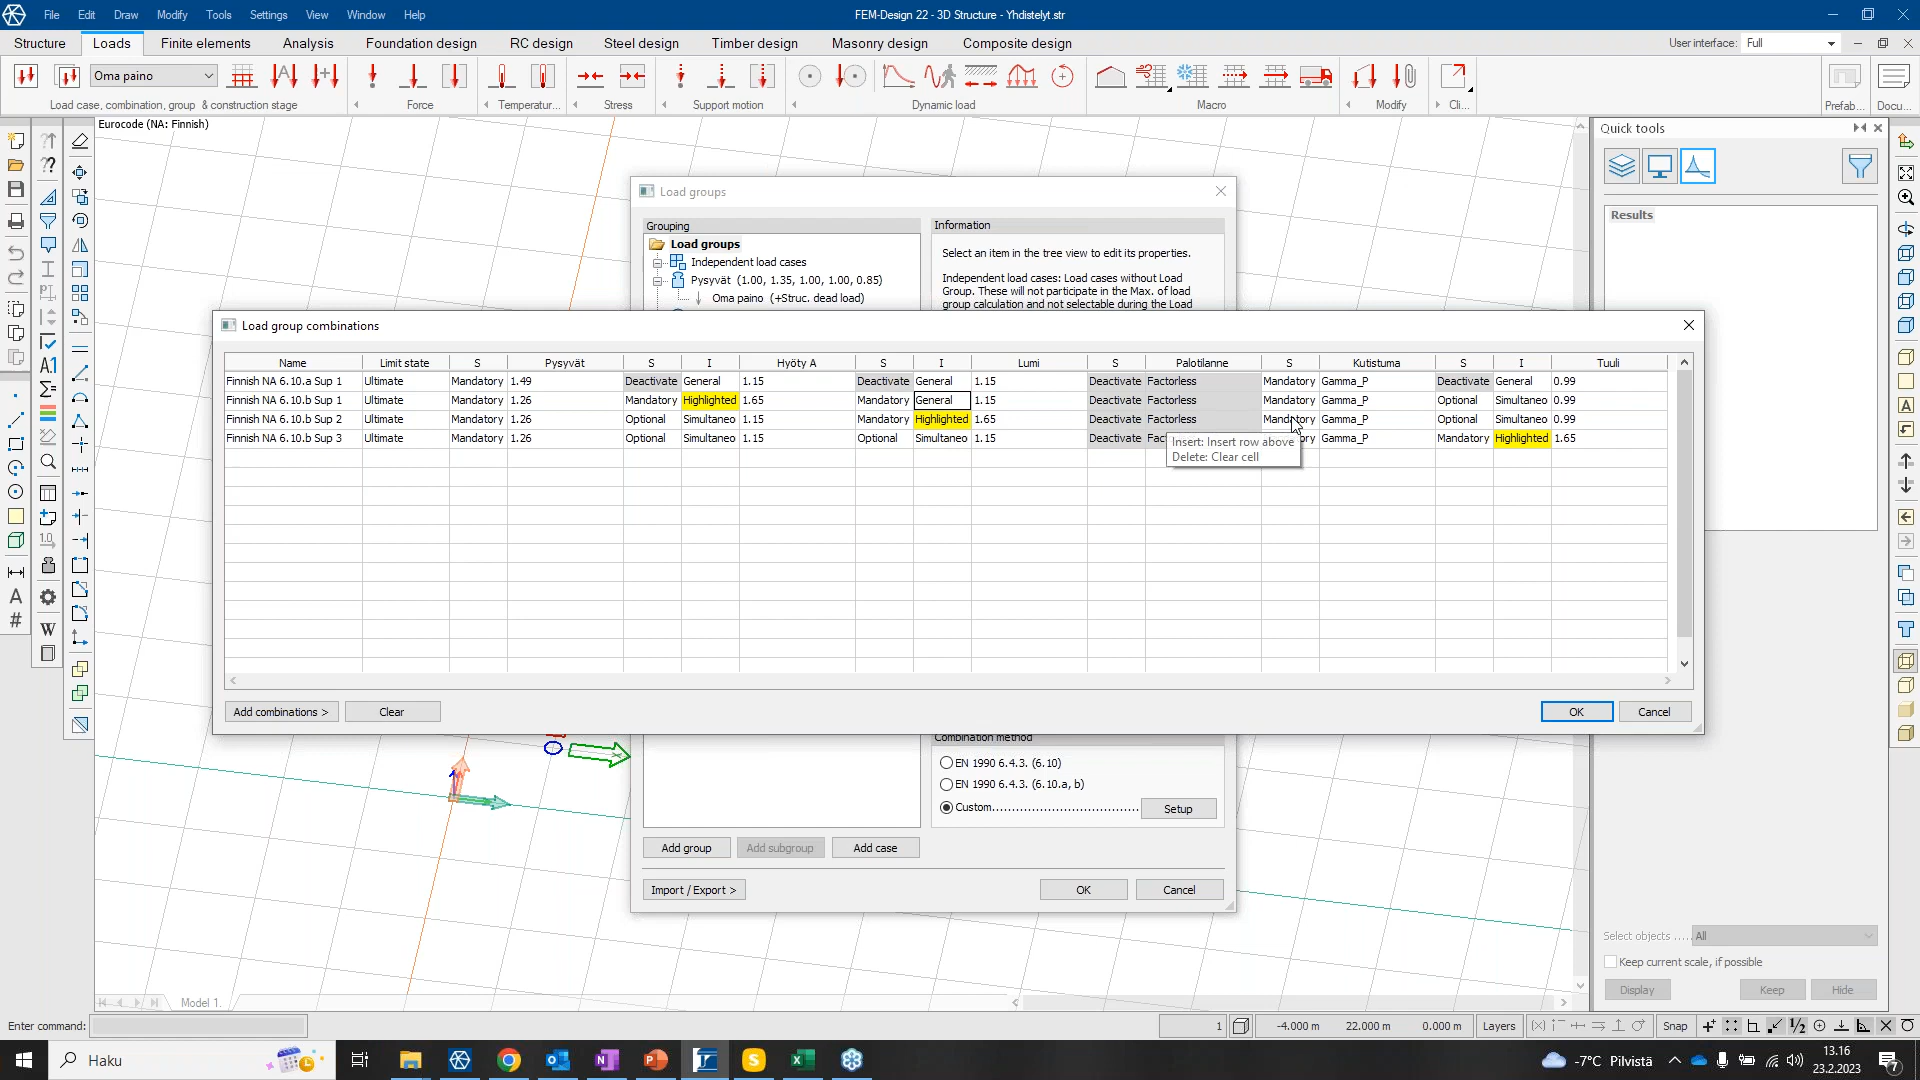 File Edit Draw Modify Tools Settings View Window Help
FEM-Design 22 - 3D Structure - Yhdistelyt.str
Structure Loads Finite elements Analysis Foundation design RC design Steel design Timber design Masonry design Composite design
User interface: Full
Oma paino
Load case, combination, group & construction stage Force Temperatur... Stress Support motion Dynamic load Macro Modify Cli... Prefab... Docu...
Eurocode (NA: Finnish)
Quick tools
Results
Load groups
Grouping
Load groups
Independent load cases
Pysyvät (1.00, 1.35, 1.00, 1.00, 0.85)
Oma paino (+Struc. dead load)
Information
Select an item in the tree view to edit its properties.
Independent load cases: Load cases without Load
Group. These will not participate in the Max. of load
group calculation and not selectable during the Load
Load group combinations
Name Limit state S Pysyvät S I Hyöty A S I Lumi S Palotilanne S Kutistuma S I Tuuli
Finnish NA 6.10.a Sup 1 Ultimate Mandatory 1.49 Deactivate General 1.15 Deactivate General 1.15 Deactivate Factorless Mandatory Gamma_P Deactivate General 0.99
Finnish NA 6.10.b Sup 1 Ultimate Mandatory 1.26 Mandatory Highlighted 1.65 Mandatory General 1.15 Deactivate Factorless Mandatory Gamma_P Optional Simultaneo 0.99
Finnish NA 6.10.b Sup 2 Ultimate Mandatory 1.26 Optional Simultaneo 1.15 Mandatory Highlighted 1.65 Deactivate Factorless Mandatory Gamma_P Optional Simultaneo 0.99
Finnish NA 6.10.b Sup 3 Ultimate Mandatory 1.26 Optional Simultaneo 1.15 Optional Simultaneo 1.15 Deactivate Gamma_P Mandatory Highlighted 1.65
Insert: Insert row above
Delete: Clear cell
Add combinations > Clear OK Cancel
Combination method
EN 1990 6.4.3. (6.10)
EN 1990 6.4.3. (6.10.a, b)
Custom Setup
Add group Add subgroup Add case
Import / Export > OK Cancel
Select objects ..... All
Keep current scale, if possible
Display Keep Hide
Model 1.
Enter command:
1 -4.000 m 22.000 m 0.000 m Layers Snap 1/2
Haku
-7°C Pilvistä
13.16
23.2.2023
7